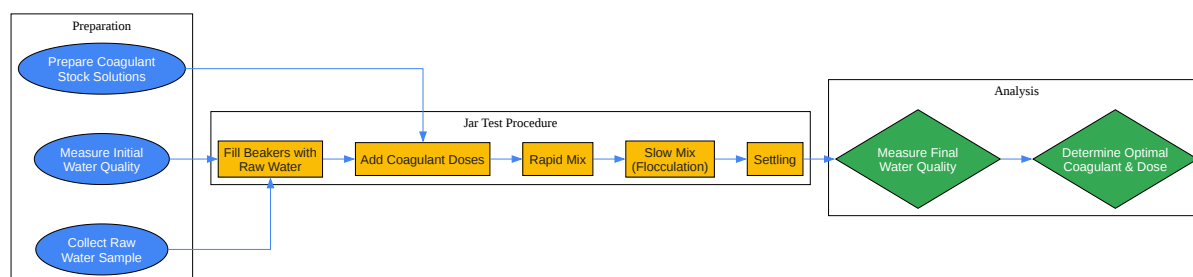 Preparation
Prepare Coagulant
Stock Solutions
Measure Initial
Water Quality
Collect Raw
Water Sample
Jar Test Procedure
Fill Beakers with
Raw Water
Add Coagulant Doses
Rapid Mix
Slow Mix
(Flocculation)
Settling
Analysis
Measure Final
Water Quality
Determine Optimal
Coagulant & Dose